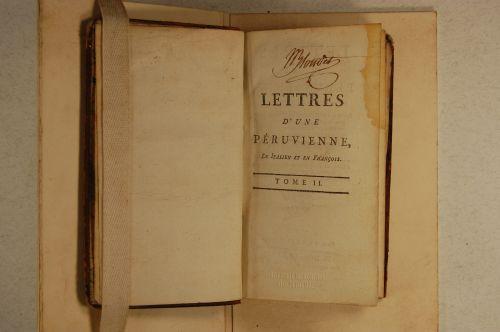 LETTRES
D'UNE
PÉRUVIENNE,
EN ITALIEN ET EN FRANÇOIS.
TOME II.